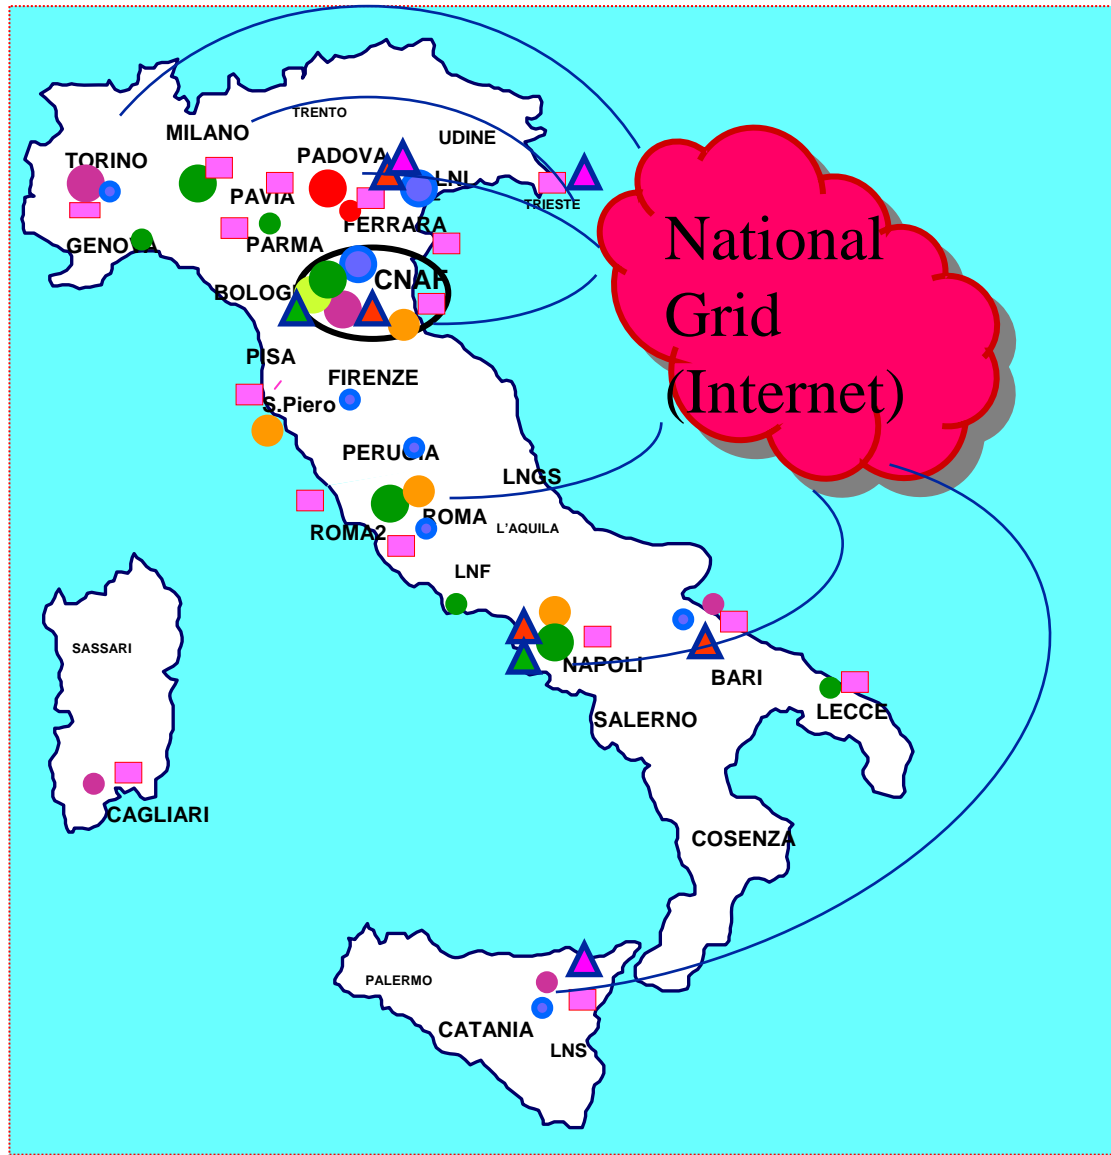 TRENTO
MILANO
UDINE
TORINO
PADOVA
LNL
PAVIA
TRIESTE
FERRARA
GENOVA
PARMA
National
Grid
(Internet)
CNAF
PISA
FIRENZE
S.Piero
PERUGIA
LNGS
ROMA
L'AQUILA
ROMA2
LNF
SASSARI
NAPOLI
BARI
SALERNO
LECCE
CAGLIARI
COSENZA
PALERMO
CATANIA
LNS